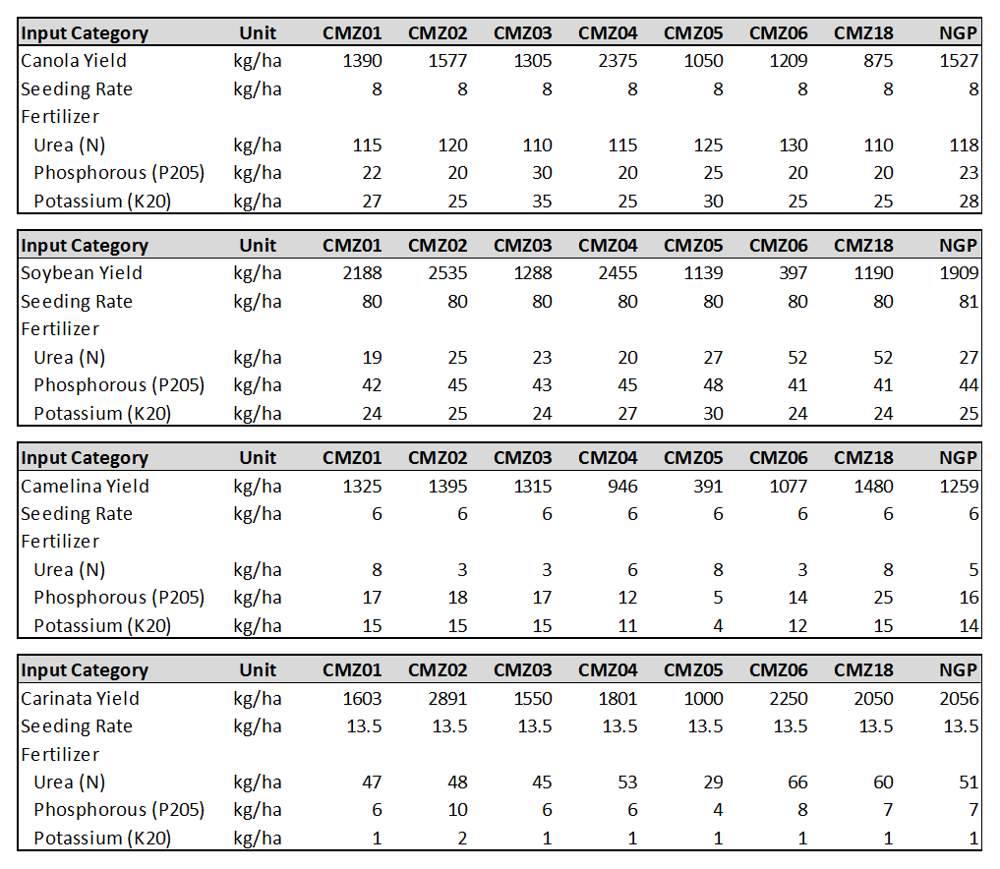 Input Category Unit CMZ01 CMZ02 CMZ03 CMZ04 CMZ05 CMZ06 CMZ18 NGP
Canola Yield kg/ha 1390 1577 1305 2375 1050 1209 875 1527
Seeding Rate kg/ha 8 8 8 8 8 8 8 8
Fertilizer
Urea (N) kg/ha 115 120 110 115 125 130 110 118
Phosphorous (P205) kg/ha 22 20 30 20 25 20 20 23
Potassium (K20) kg/ha 27 25 35 25 30 25 25 28
Input Category Unit CMZ01 CMZ02 CMZ03 CMZ04 CMZ05 CMZ06 CMZ18 NGP
Soybean Yield kg/ha 2188 2535 1288 2455 1139 397 1190 1909
Seeding Rate kg/ha 80 80 80 80 80 80 80 81
Fertilizer
Urea (N) kg/ha 19 25 23 20 27 52 52 27
Phosphorous (P205) kg/ha 42 45 43 45 48 41 41 44
Potassium (K20) kg/ha 24 25 24 27 30 24 24 25
Input Category Unit CMZ01 CMZ02 CMZ03 CMZ04 CMZ05 CMZ06 CMZ18 NGP
Camelina Yield kg/ha 1325 1395 1315 946 391 1077 1480 1259
Seeding Rate kg/ha 6 6 6 6 6 6 6 6
Fertilizer
Urea (N) kg/ha 8 3 3 6 8 3 8 5
Phosphorous (P205) kg/ha 17 18 17 12 5 14 25 16
Potassium (K20) kg/ha 15 15 15 11 4 12 15 14
Input Category Unit CMZ01 CMZ02 CMZ03 CMZ04 CMZ05 CMZ06 CMZ18 NGP
Carinata Yield kg/ha 1603 2891 1550 1801 1000 2250 2050 2056
Seeding Rate kg/ha 13.5 13.5 13.5 13.5 13.5 13.5 13.5 13.5
Fertilizer
Urea (N) kg/ha 47 48 45 53 29 66 60 51
Phosphorous (P205) kg/ha 6 10 6 6 4 8 7 7
Potassium (K20) kg/ha 1 2 1 1 1 1 1 1